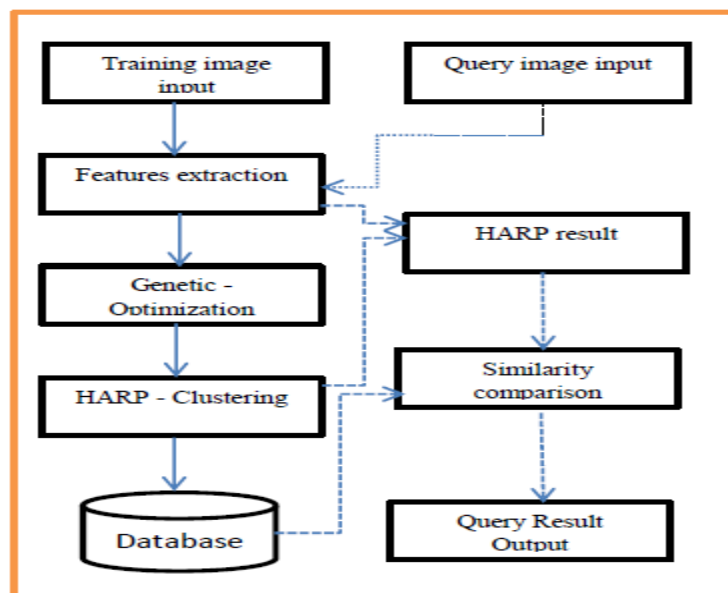 Training image
input
Query image input
Features extraction
HARP result
Genetic -
Optimization
Similarity
comparison
HARP - Clustering
Database
Query Result
Output